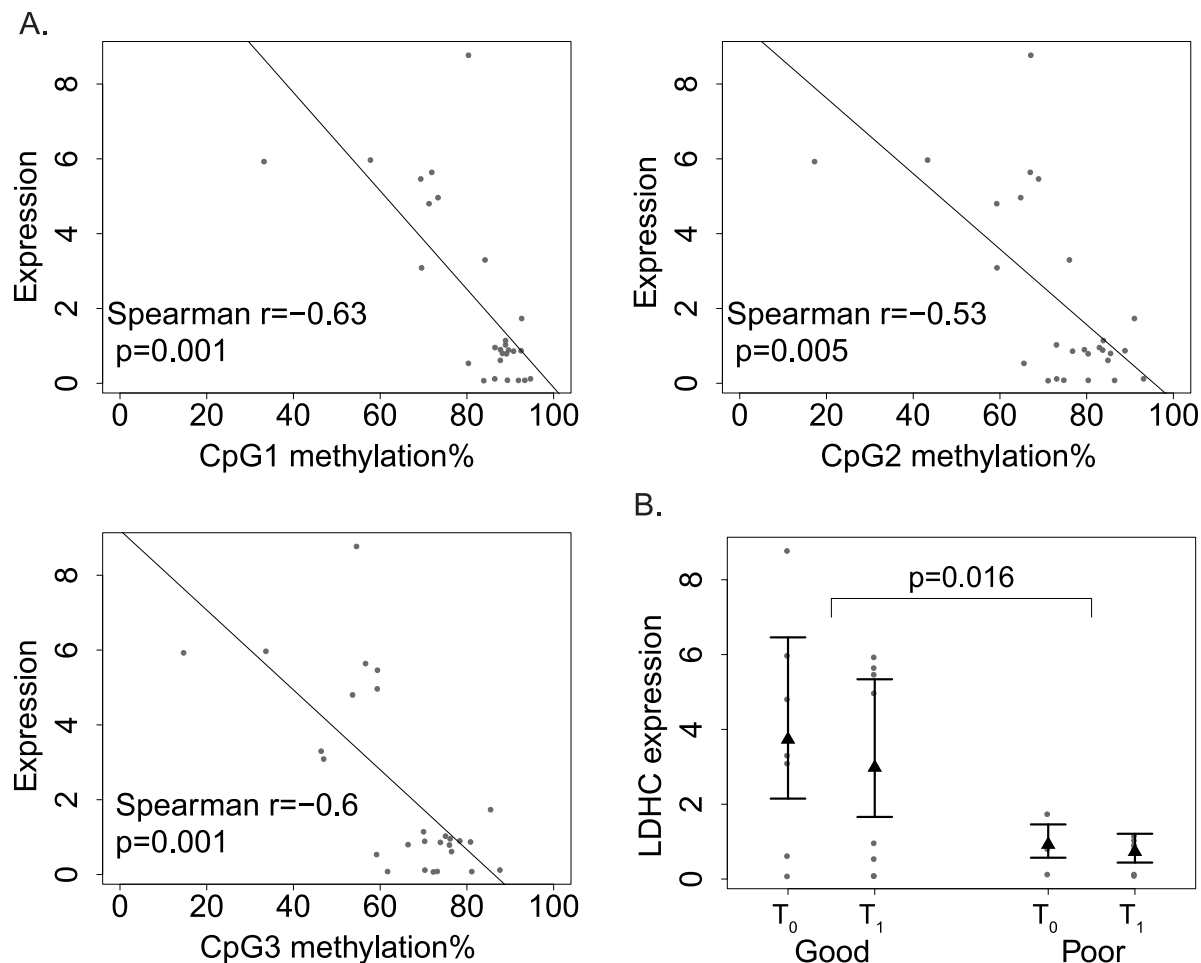 A.
Expression
8
6
4
2
0
Spearman r=−0.63
p=0.001
0 20 40 60 80 100
CpG1 methylation%
Expression
8
6
4
2
0
Spearman r=−0.53
p=0.005
0 20 40 60 80 100
CpG2 methylation%
Expression
8
6
4
2
0
Spearman r=−0.6
p=0.001
0 20 40 60 80 100
CpG3 methylation%
B.
LDHC expression
8
6
4
2
0
p=0.016
T₀ T₁ T₀ T₁
Good Poor